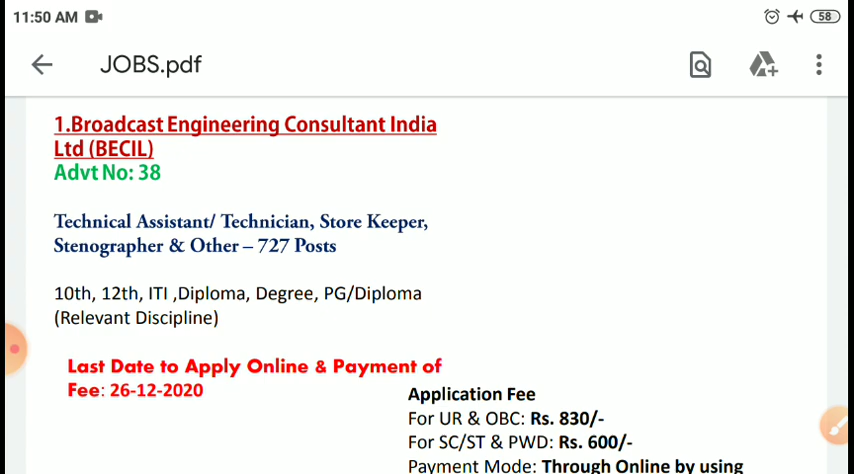 11:50 AM
58
JOBS.pdf
1.Broadcast Engineering Consultant India
Ltd (BECIL)
Advt No: 38
Technical Assistant/ Technician, Store Keeper,
Stenographer & Other – 727 Posts
10th, 12th, ITI ,Diploma, Degree, PG/Diploma
(Relevant Discipline)
Last Date to Apply Online & Payment of
Fee: 26-12-2020
Application Fee
For UR & OBC: Rs. 830/-
For SC/ST & PWD: Rs. 600/-
Payment Mode: Through Online by using